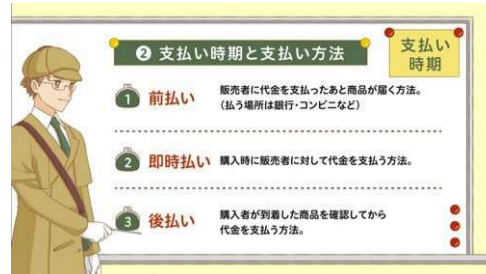 ❷ 支払い時期と支払い方法
支払い
時期
1 前払い
販売者に代金を支払ったあと商品が届く方法。
(払う場所は銀行・コンビニなど)
2 即時払い
購入時に販売者に対して代金を支払う方法。
3 後払い
購入者が到着した商品を確認してから
代金を支払う方法。